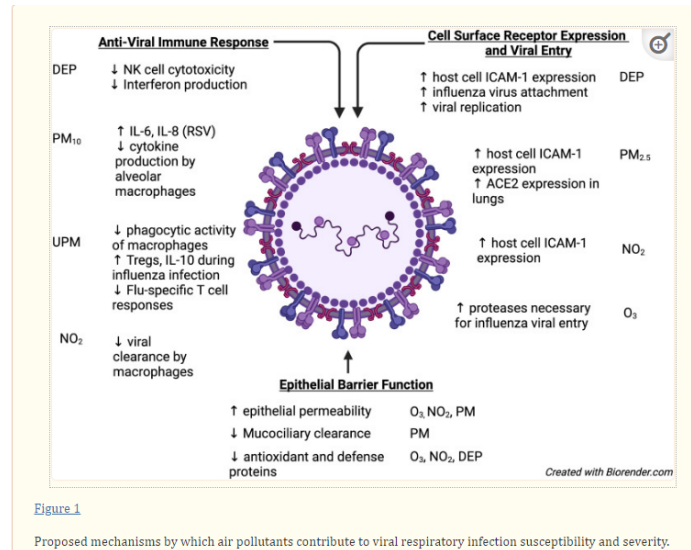 Anti-Viral Immune Response
DEP
↓ NK cell cytotoxicity
↓ Interferon production
PM₁₀
↑ IL-6, IL-8 (RSV)
↓ cytokine
production by
alveolar
macrophages
UPM
↓ phagocytic activity
of macrophages
↑ Tregs, IL-10 during
influenza infection
↓ Flu-specific T cell
responses
NO₂
↓ viral
clearance by
macrophages
Cell Surface Receptor Expression
and Viral Entry
↑ host cell ICAM-1 expression DEP
↑ influenza virus attachment
↑ viral replication
↑ host cell ICAM-1 PM₂.₅
expression
↑ ACE2 expression in
lungs
↑ host cell ICAM-1 NO₂
expression
↑ proteases necessary O₃
for influenza viral entry
Epithelial Barrier Function
↑ epithelial permeability O₃, NO₂, PM
↓ Mucociliary clearance PM
↓ antioxidant and defense O₃, NO₂, DEP
proteins
Created with Biorender.com
Figure 1
Proposed mechanisms by which air pollutants contribute to viral respiratory infection susceptibility and severity.